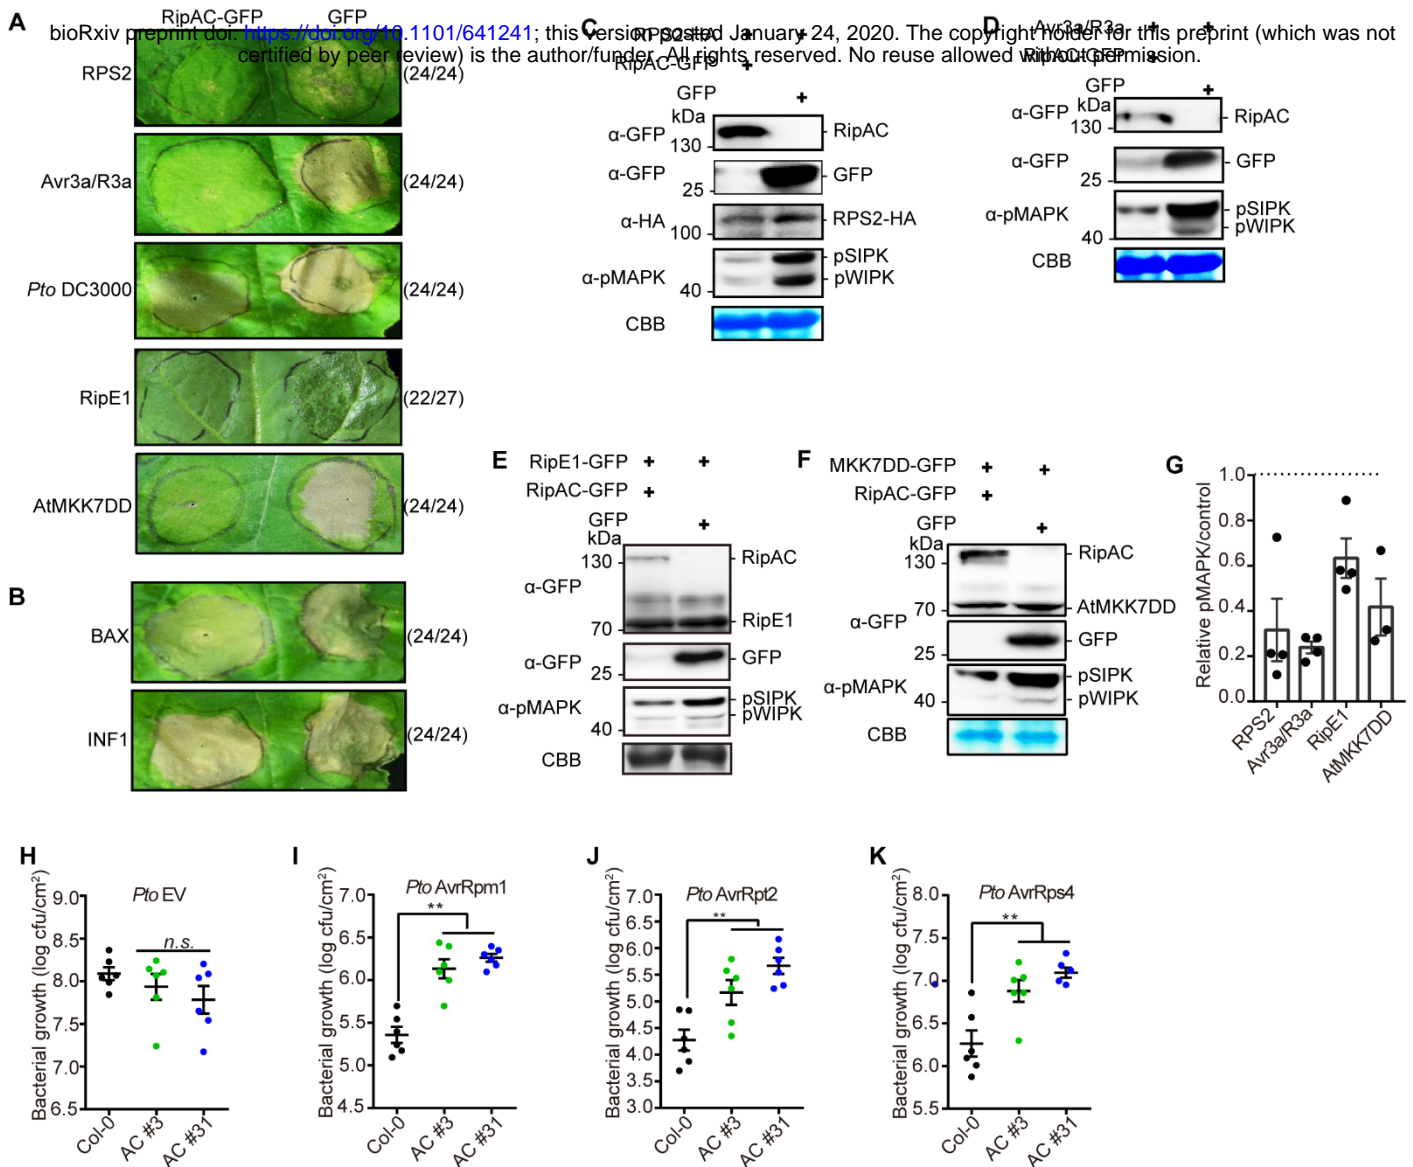 bioRxiv preprint doi: https://doi.org/10.1101/641241; this version posted January 24, 2020. The copyright holder for this preprint (which was not
certified by peer review) is the author/funder. All rights reserved. No reuse allowed without permission.
A
RipAC-GFP GFP
RPS2 (24/24)
Avr3a/R3a (24/24)
Pto DC3000 (24/24)
RipE1 (22/27)
AtMKK7DD (24/24)
B
BAX (24/24)
INF1 (24/24)
C
RPS2-HA + +
RipAC-GFP +
GFP +
kDa
α-GFP 130 RipAC
α-GFP 25 GFP
α-HA 100 RPS2-HA
α-pMAPK 40 pSIPK
pWIPK
CBB
D
Avr3a/R3a + +
RipAC-GFP +
GFP +
kDa
α-GFP 130 RipAC
α-GFP 25 GFP
α-pMAPK 40 pSIPK
pWIPK
CBB
E
RipE1-GFP + +
RipAC-GFP +
GFP +
kDa
130 RipAC
α-GFP
70 RipE1
α-GFP 25 GFP
α-pMAPK 40 pSIPK
pWIPK
CBB
F
MKK7DD-GFP + +
RipAC-GFP +
GFP +
kDa
130 RipAC
70 AtMKK7DD
α-GFP
25 GFP
α-pMAPK 40 pSIPK
pWIPK
CBB
G
Relative pMAPK/control
1.0
0.8
0.6
0.4
0.2
0.0
RPS2 Avr3a/R3a RipE1 AtMKK7DD
H
Pto EV
Bacterial growth (log cfu/cm²)
n.s.
9.0
8.5
8.0
7.5
7.0
6.5
Col-0 AC #3 AC #31
I
Pto AvrRpm1
Bacterial growth (log cfu/cm²)
**
7.0
6.5
6.0
5.5
5.0
4.5
Col-0 AC #3 AC #31
J
Pto AvrRpt2
Bacterial growth (log cfu/cm²)
**
7.0
6.5
6.0
5.5
5.0
4.5
4.0
3.5
3.0
Col-0 AC #3 AC #31
K
Pto AvrRps4
Bacterial growth (log cfu/cm²)
**
8.0
7.5
7.0
6.5
6.0
5.5
Col-0 AC #3 AC #31